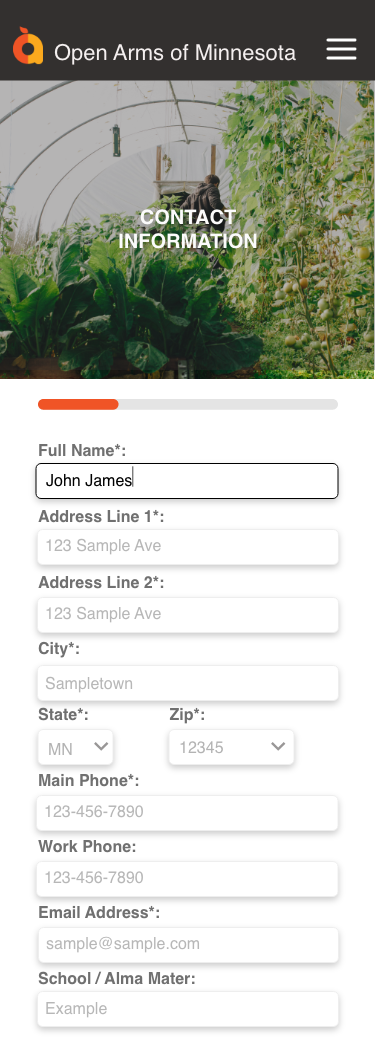 Open Arms of Minnesota
CONTACT
INFORMATION
Full Name*:
John James
Address Line 1*:
123 Sample Ave
Address Line 2*:
123 Sample Ave
City*:
Sampletown
State*: Zip*:
MN 12345
Main Phone*:
123-456-7890
Work Phone:
123-456-7890
Email Address*:
sample@sample.com
School / Alma Mater:
Example